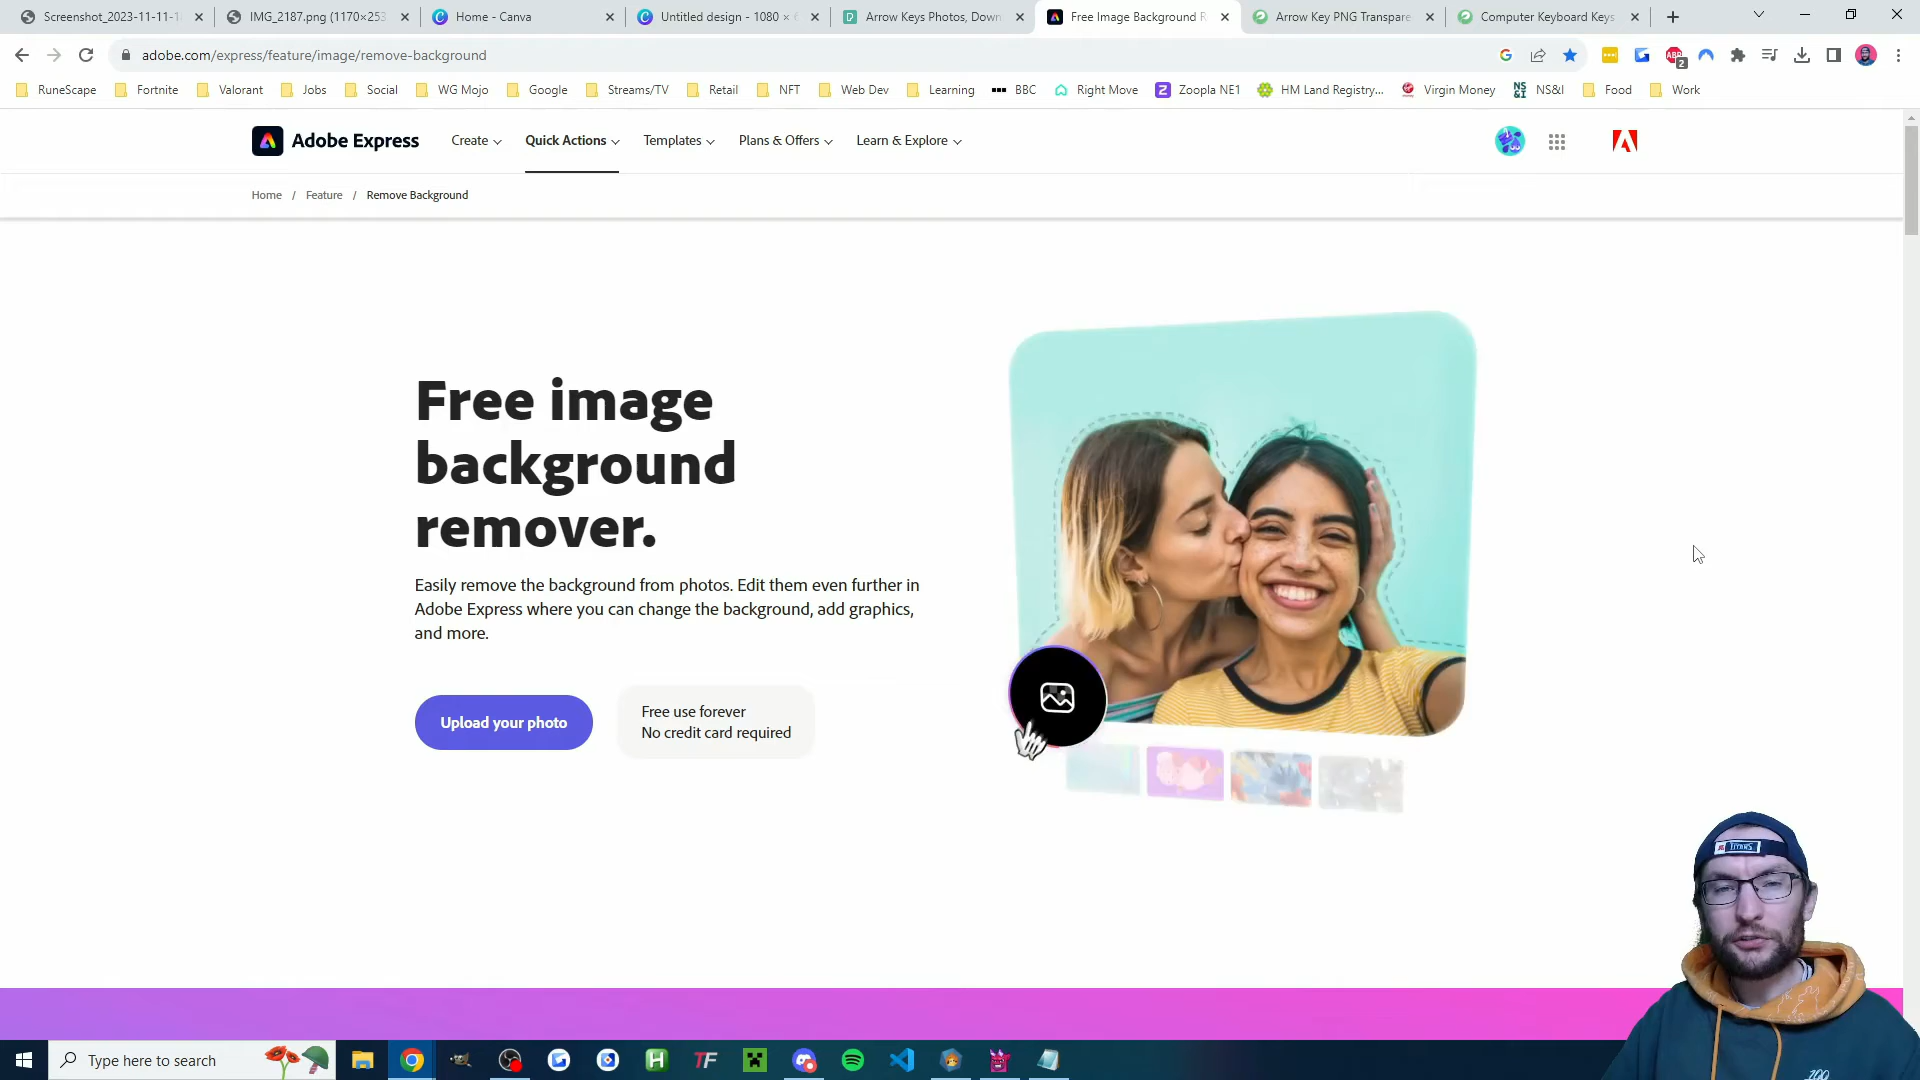 Screenshot_2023-11-11-1
IMG_2187.png (1170×253
Home - Canva
Untitled design - 1080 ×
Arrow Keys Photos, Down
Free Image Background R
Arrow Key PNG Transpare
Computer Keyboard Keys
adobe.com/express/feature/image/remove-background
ABP
2
RuneScape
Fortnite
Valorant
Jobs
Social
WG Mojo
Google
Streams/TV
Retail
NFT
Web Dev
Learning
BBC
Right Move
Zoopla NE1
HM Land Registry...
Virgin Money
NS&I
Food
Work
Adobe Express
Create
Quick Actions
Templates
Plans & Offers
Learn & Explore
Home / Feature / Remove Background
Free image
background
remover.
Easily remove the background from photos. Edit them even further in
Adobe Express where you can change the background, add graphics,
and more.
Upload your photo
Free use forever
No credit card required
TITANS
Type here to search
H
TF